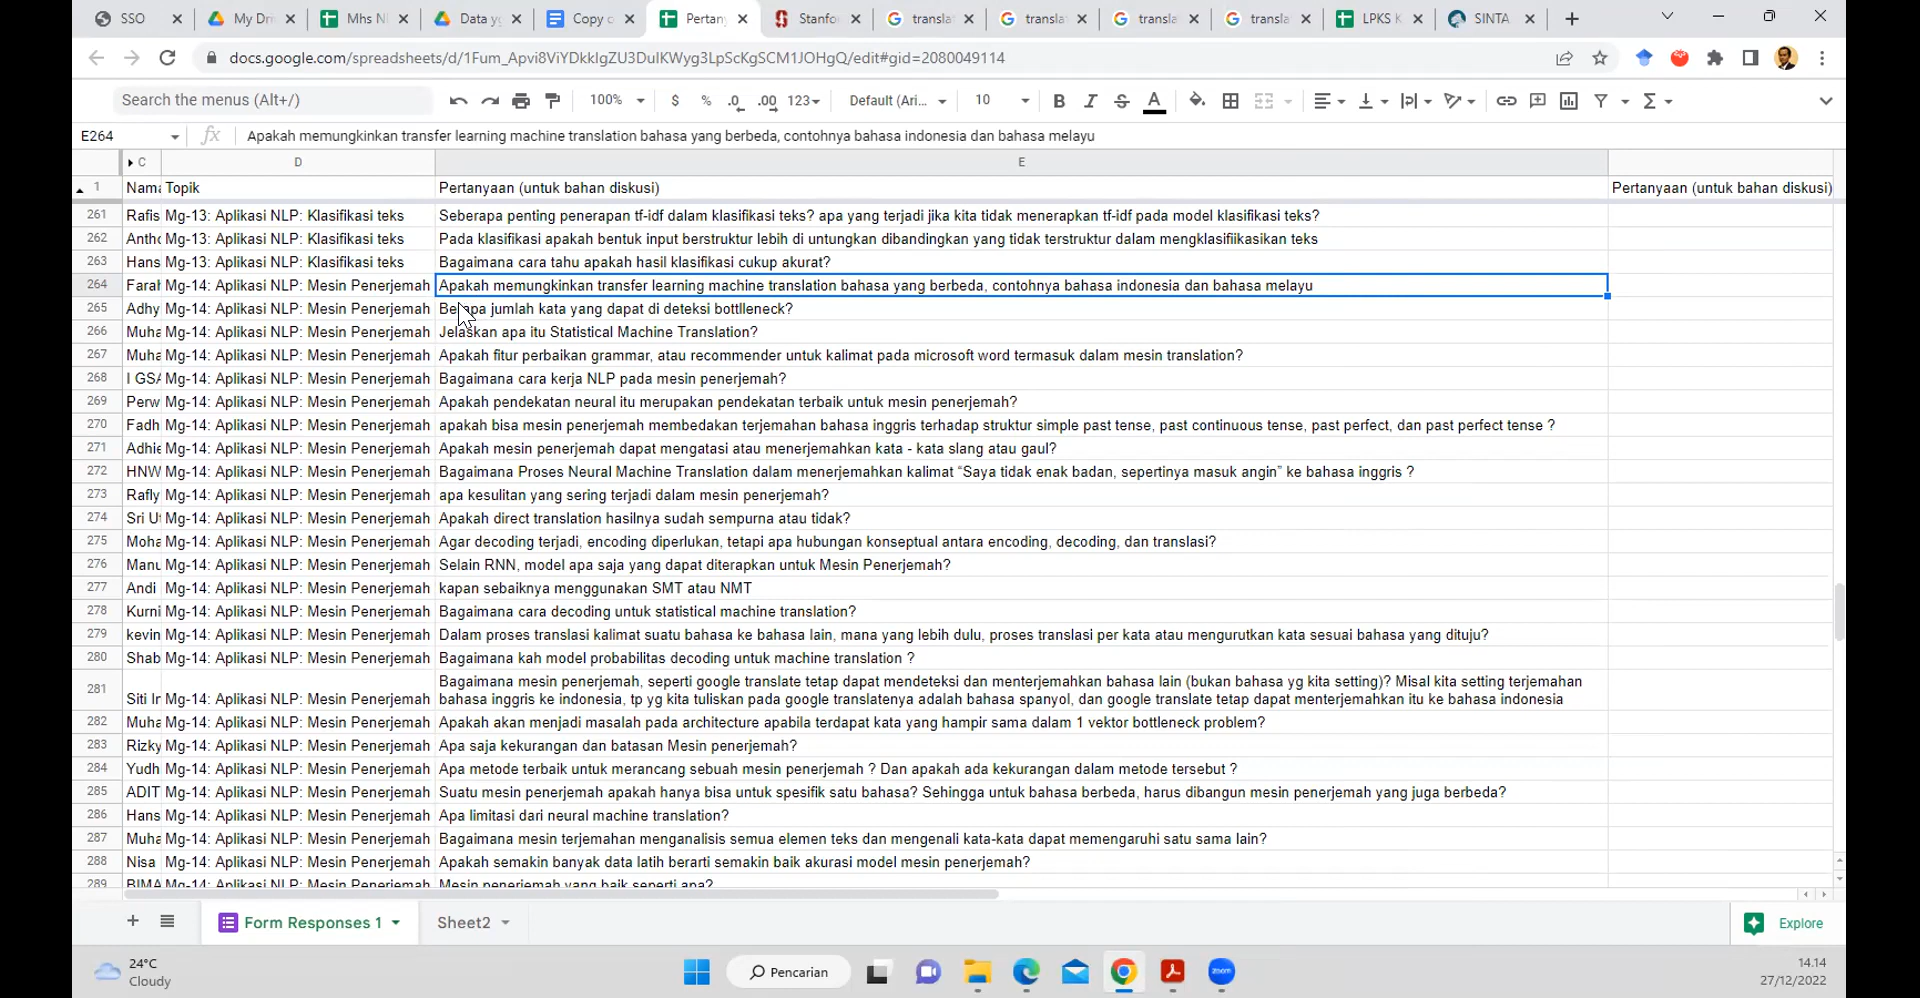 SSO
My Dri
Mhs N
Data y
Copy o
Pertan
Stanfo
transla
transla
transla
transla
LPKS K
SINTA
docs.google.com/spreadsheets/d/1Fum_Apvi8ViYDkkIgZU3DuIKWyg3LpScKgSCM1JOHgQ/edit#gid=2080049114
Search the menus (Alt+/)
100%
$ % .0 .00 123
Default (Ari...
10
B I S A
E264
fx
Apakah memungkinkan transfer learning machine translation bahasa yang berbeda, contohnya bahasa indonesia dan bahasa melayu
C D E
1 Nama Topik Pertanyaan (untuk bahan diskusi) Pertanyaan (untuk bahan diskusi)
261 Rafis Mg-13: Aplikasi NLP: Klasifikasi teks Seberapa penting penerapan tf-idf dalam klasifikasi teks? apa yang terjadi jika kita tidak menerapkan tf-idf pada model klasifikasi teks?
262 Antho Mg-13: Aplikasi NLP: Klasifikasi teks Pada klasifikasi apakah bentuk input berstruktur lebih di untungkan dibandingkan yang tidak terstruktur dalam mengklasifiikasikan teks
263 Hans Mg-13: Aplikasi NLP: Klasifikasi teks Bagaimana cara tahu apakah hasil klasifikasi cukup akurat?
264 Farah Mg-14: Aplikasi NLP: Mesin Penerjemah Apakah memungkinkan transfer learning machine translation bahasa yang berbeda, contohnya bahasa indonesia dan bahasa melayu
265 Adhy Mg-14: Aplikasi NLP: Mesin Penerjemah Berapa jumlah kata yang dapat di deteksi bottlleneck?
266 Muha Mg-14: Aplikasi NLP: Mesin Penerjemah Jelaskan apa itu Statistical Machine Translation?
267 Muha Mg-14: Aplikasi NLP: Mesin Penerjemah Apakah fitur perbaikan grammar, atau recommender untuk kalimat pada microsoft word termasuk dalam mesin translation?
268 I GSA Mg-14: Aplikasi NLP: Mesin Penerjemah Bagaimana cara kerja NLP pada mesin penerjemah?
269 Perw Mg-14: Aplikasi NLP: Mesin Penerjemah Apakah pendekatan neural itu merupakan pendekatan terbaik untuk mesin penerjemah?
270 Fadh Mg-14: Aplikasi NLP: Mesin Penerjemah apakah bisa mesin penerjemah membedakan terjemahan bahasa inggris terhadap struktur simple past tense, past continuous tense, past perfect, dan past perfect tense ?
271 Adhie Mg-14: Aplikasi NLP: Mesin Penerjemah Apakah mesin penerjemah dapat mengatasi atau menerjemahkan kata - kata slang atau gaul?
272 HNW Mg-14: Aplikasi NLP: Mesin Penerjemah Bagaimana Proses Neural Machine Translation dalam menerjemahkan kalimat “Saya tidak enak badan, sepertinya masuk angin” ke bahasa inggris ?
273 Rafly Mg-14: Aplikasi NLP: Mesin Penerjemah apa kesulitan yang sering terjadi dalam mesin penerjemah?
274 Sri Ut Mg-14: Aplikasi NLP: Mesin Penerjemah Apakah direct translation hasilnya sudah sempurna atau tidak?
275 Moha Mg-14: Aplikasi NLP: Mesin Penerjemah Agar decoding terjadi, encoding diperlukan, tetapi apa hubungan konseptual antara encoding, decoding, dan translasi?
276 Manu Mg-14: Aplikasi NLP: Mesin Penerjemah Selain RNN, model apa saja yang dapat diterapkan untuk Mesin Penerjemah?
277 Andi Mg-14: Aplikasi NLP: Mesin Penerjemah kapan sebaiknya menggunakan SMT atau NMT
278 Kurni Mg-14: Aplikasi NLP: Mesin Penerjemah Bagaimana cara decoding untuk statistical machine translation?
279 kevin Mg-14: Aplikasi NLP: Mesin Penerjemah Dalam proses translasi kalimat suatu bahasa ke bahasa lain, mana yang lebih dulu, proses translasi per kata atau mengurutkan kata sesuai bahasa yang dituju?
280 Shab Mg-14: Aplikasi NLP: Mesin Penerjemah Bagaimana kah model probabilitas decoding untuk machine translation ?
Bagaimana mesin penerjemah, seperti google translate tetap dapat mendeteksi dan menterjemahkan bahasa lain (bukan bahasa yg kita setting)? Misal kita setting terjemahan
281 Siti Ir Mg-14: Aplikasi NLP: Mesin Penerjemah bahasa inggris ke indonesia, tp yg kita tuliskan pada google translatenya adalah bahasa spanyol, dan google translate tetap dapat menterjemahkan itu ke bahasa indonesia
282 Muha Mg-14: Aplikasi NLP: Mesin Penerjemah Apakah akan menjadi masalah pada architecture apabila terdapat kata yang hampir sama dalam 1 vektor bottleneck problem?
283 Rizky Mg-14: Aplikasi NLP: Mesin Penerjemah Apa saja kekurangan dan batasan Mesin penerjemah?
284 Yudh Mg-14: Aplikasi NLP: Mesin Penerjemah Apa metode terbaik untuk merancang sebuah mesin penerjemah ? Dan apakah ada kekurangan dalam metode tersebut ?
285 ADIT Mg-14: Aplikasi NLP: Mesin Penerjemah Suatu mesin penerjemah apakah hanya bisa untuk spesifik satu bahasa? Sehingga untuk bahasa berbeda, harus dibangun mesin penerjemah yang juga berbeda?
286 Hans Mg-14: Aplikasi NLP: Mesin Penerjemah Apa limitasi dari neural machine translation?
287 Muha Mg-14: Aplikasi NLP: Mesin Penerjemah Bagaimana mesin terjemahan menganalisis semua elemen teks dan mengenali kata-kata dapat memengaruhi satu sama lain?
288 Nisa Mg-14: Aplikasi NLP: Mesin Penerjemah Apakah semakin banyak data latih berarti semakin baik akurasi model mesin penerjemah?
289 BIMA Mg-14: Aplikasi NLP: Mesin Penerjemah Mesin penerjemah yang baik seperti apa?
Form Responses 1
Sheet2
Explore
24°C
Cloudy
Pencarian
zoom
14.14
27/12/2022